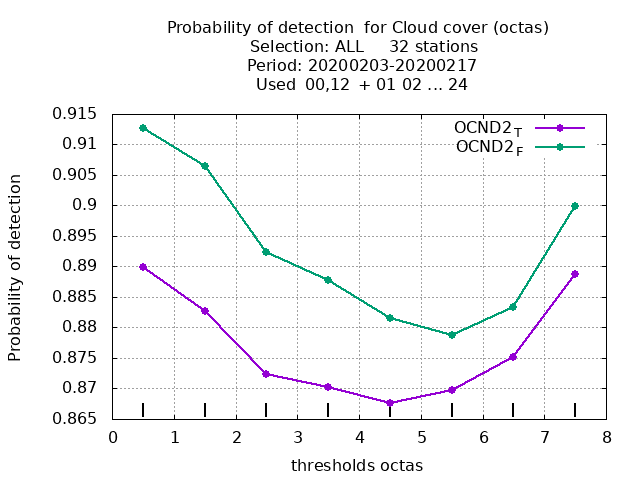 Probability of detection  for Cloud cover (octas)
Selection: ALL     32 stations
Period: 20200203-20200217
Used  00,12  + 01 02 ... 24
OCND2T
OCND2F
Probability of detection
0.915
0.91
0.905
0.9
0.895
0.89
0.885
0.88
0.875
0.87
0.865
0 1 2 3 4 5 6 7 8
thresholds octas